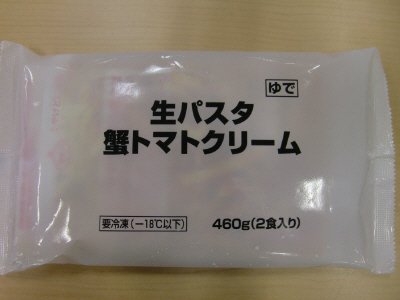 ゆで
生パスタ
蟹トマトクリーム
要冷凍(−18℃以下) 460g(2食入り)